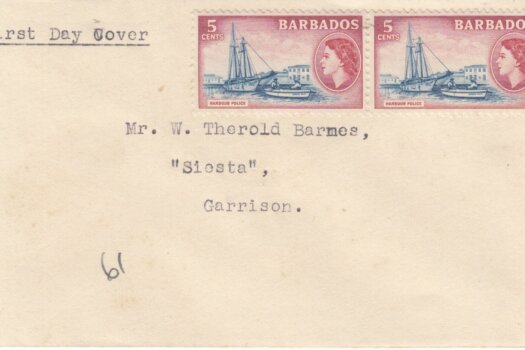 irst Day Cover
5 CENTS BARBADOS
HARBOUR POLICE
5 CENTS BARBADOS
HARBOUR POLICE
Mr. W. Therold Barnes,
"Siesta",
Garrison.
61